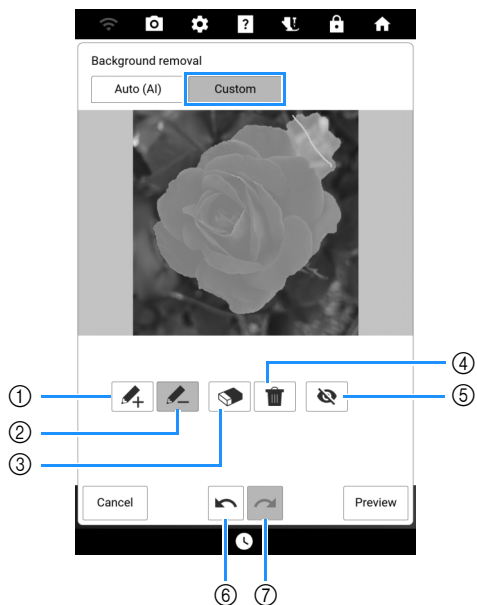 Background removal
Auto (AI) Custom
④
① ⑤
②
③
Cancel Preview
⑥ ⑦